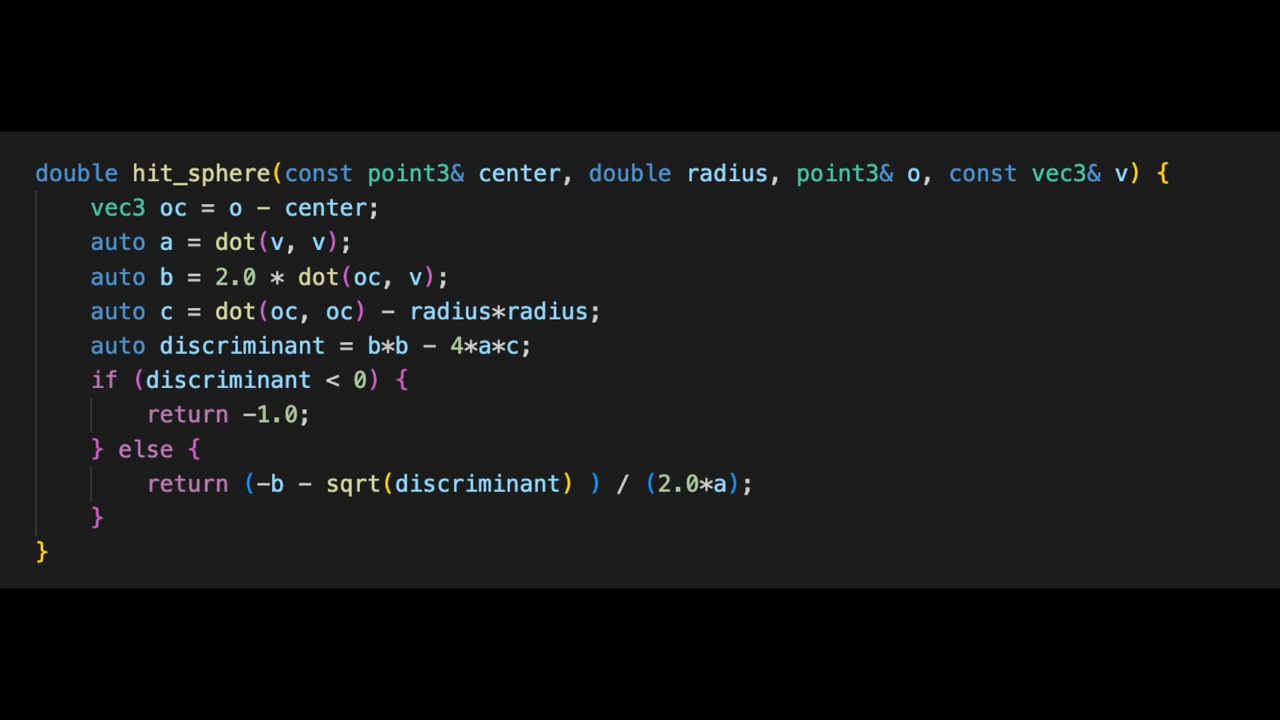 double hit_sphere(const point3& center, double radius, point3& o, const vec3& v) {
    vec3 oc = o - center;
    auto a = dot(v, v);
    auto b = 2.0 * dot(oc, v);
    auto c = dot(oc, oc) - radius*radius;
    auto discriminant = b*b - 4*a*c;
    if (discriminant < 0) {
        return -1.0;
    } else {
        return (-b - sqrt(discriminant) ) / (2.0*a);
    }
}